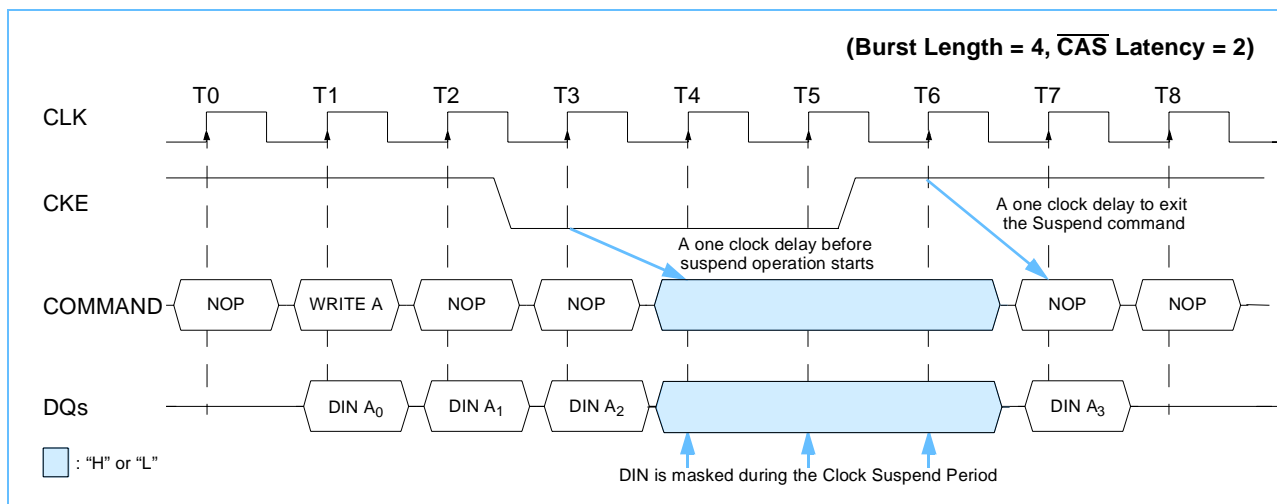 (Burst Length = 4, CAS Latency = 2)
T0 T1 T2 T3 T4 T5 T6 T7 T8
CLK
CKE
A one clock delay to exit
the Suspend command
A one clock delay before
suspend operation starts
COMMAND NOP WRITE A NOP NOP NOP NOP
DQs DIN A0 DIN A1 DIN A2 DIN A3
: “H” or “L”
DIN is masked during the Clock Suspend Period